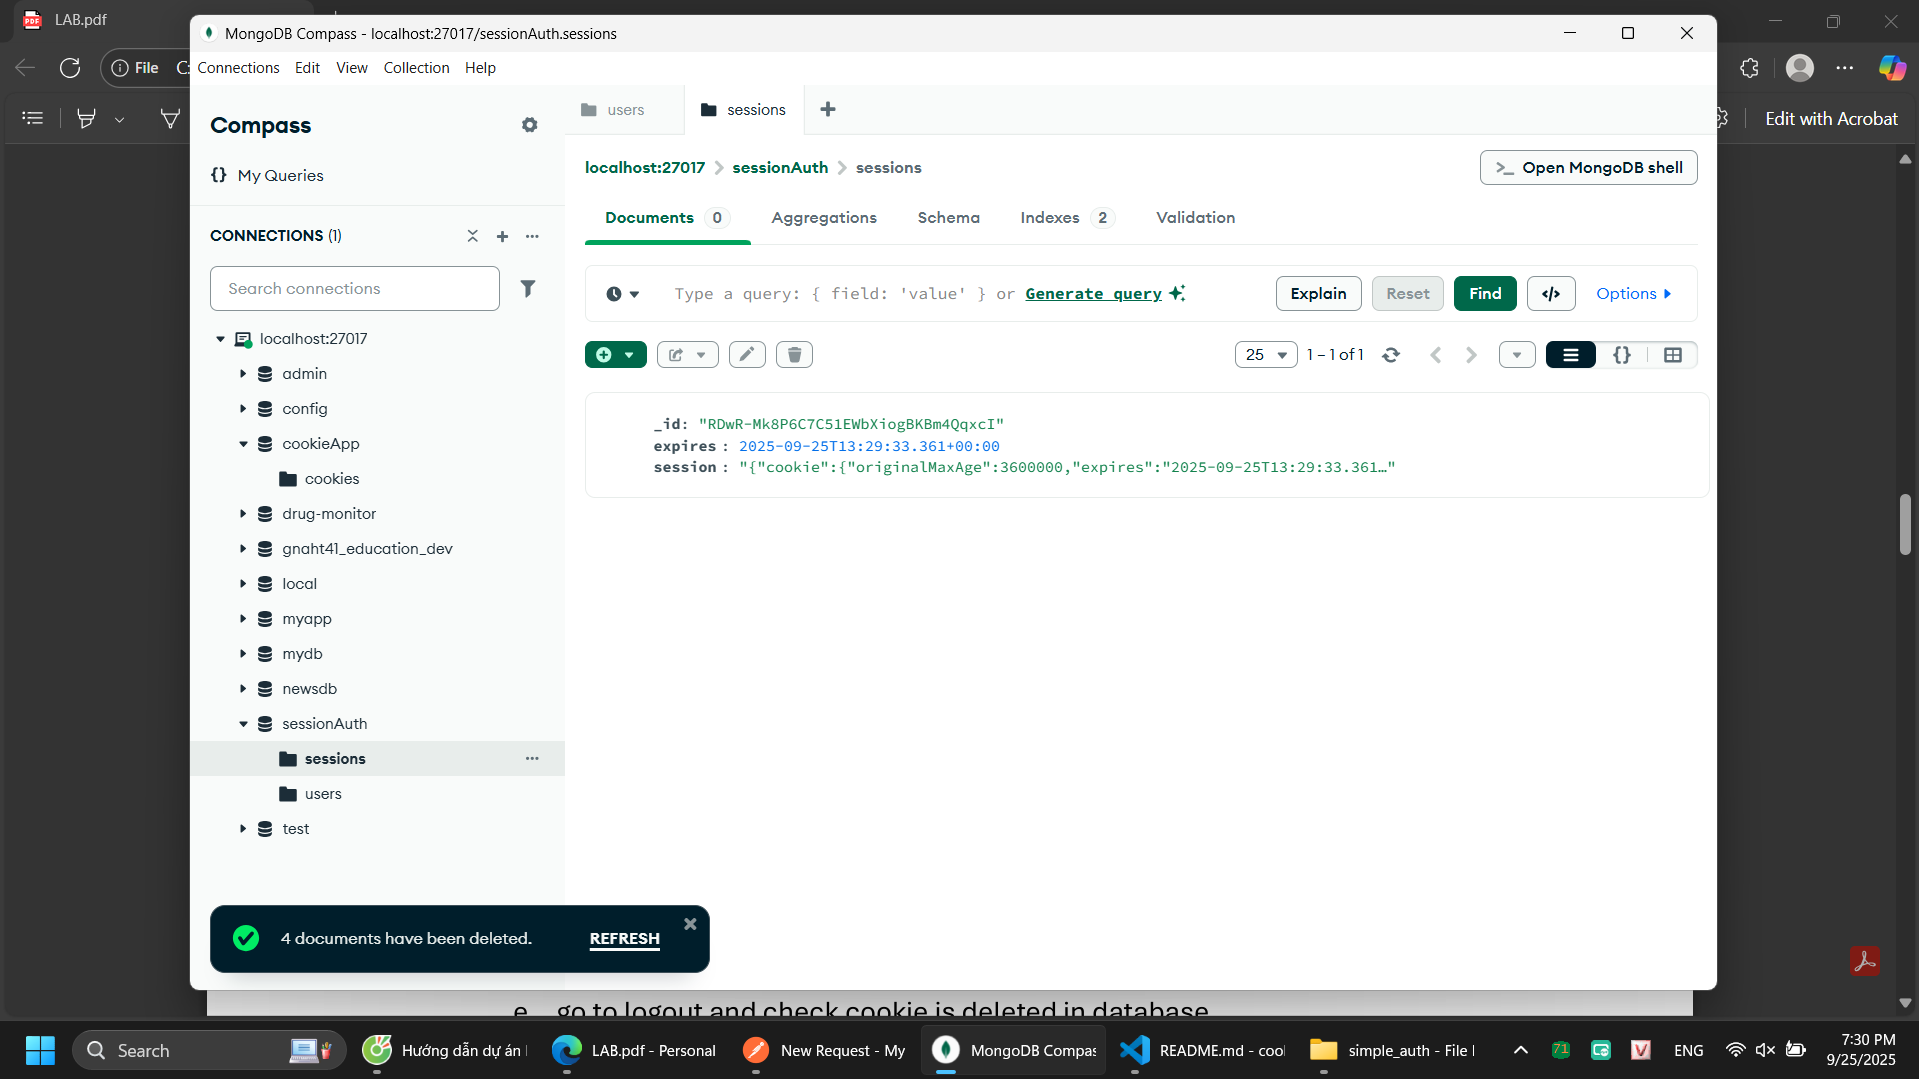 LAB.pdf
File C:
Edit with Acrobat
MongoDB Compass - localhost:27017/sessionAuth.sessions
Connections Edit View Collection Help
Compass
{} My Queries
CONNECTIONS (1)
Search connections
localhost:27017
admin
config
cookieApp
cookies
drug-monitor
gnaht41_education_dev
local
myapp
mydb
newsdb
sessionAuth
sessions
users
test
users
sessions
localhost:27017 > sessionAuth > sessions
>_ Open MongoDB shell
Documents 0 Aggregations Schema Indexes 2 Validation
Type a query: { field: 'value' } or Generate query
Explain Reset Find </> Options
25 1 – 1 of 1 {}
_id: "RDwR-Mk8P6C7C51EWbXiogBKBm4QqxcI"
expires : 2025-09-25T13:29:33.361+00:00
session : "{"cookie":{"originalMaxAge":3600000,"expires":"2025-09-25T13:29:33.361…"
4 documents have been deleted. REFRESH
e. go to logout and check cookie is deleted in database
Search
Hướng dẫn dự án
LAB.pdf - Personal
New Request - My
MongoDB Compas
README.md - coo
simple_auth - File
71
ENG
7:30 PM
9/25/2025